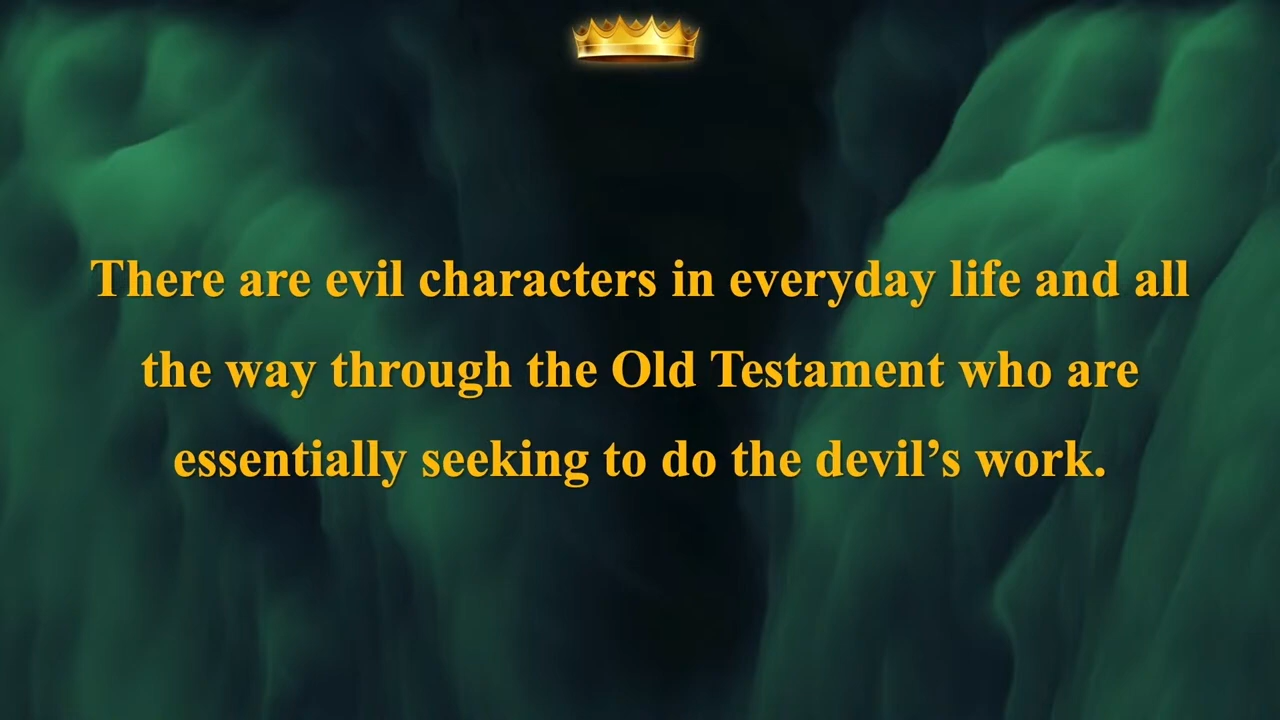 There are evil characters in everyday life and all
the way through the Old Testament who are
essentially seeking to do the devil’s work.